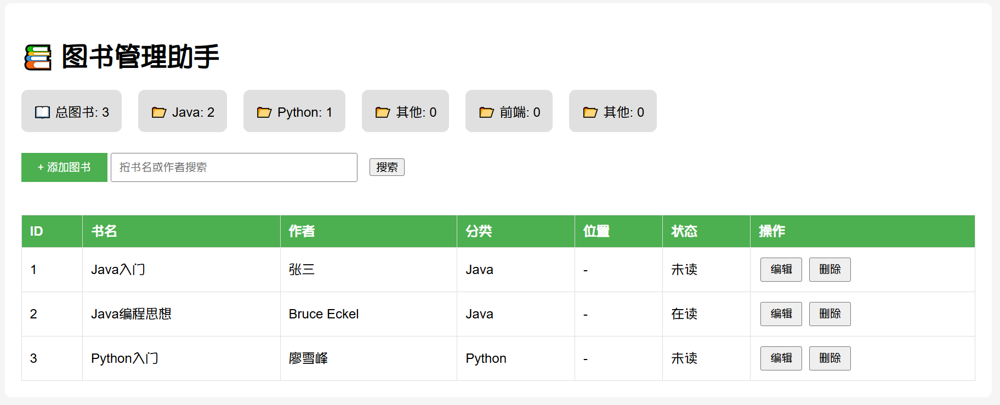 📚 图书管理助手
📖 总图书: 3 📂 Java: 2 📂 Python: 1 📂 其他: 0 📂 前端: 0 📂 其他: 0
+ 添加图书 按书名或作者搜索 搜索
ID 书名 作者 分类 位置 状态 操作
1 Java入门 张三 Java - 未读 编辑 删除
2 Java编程思想 Bruce Eckel Java - 在读 编辑 删除
3 Python入门 廖雪峰 Python - 未读 编辑 删除